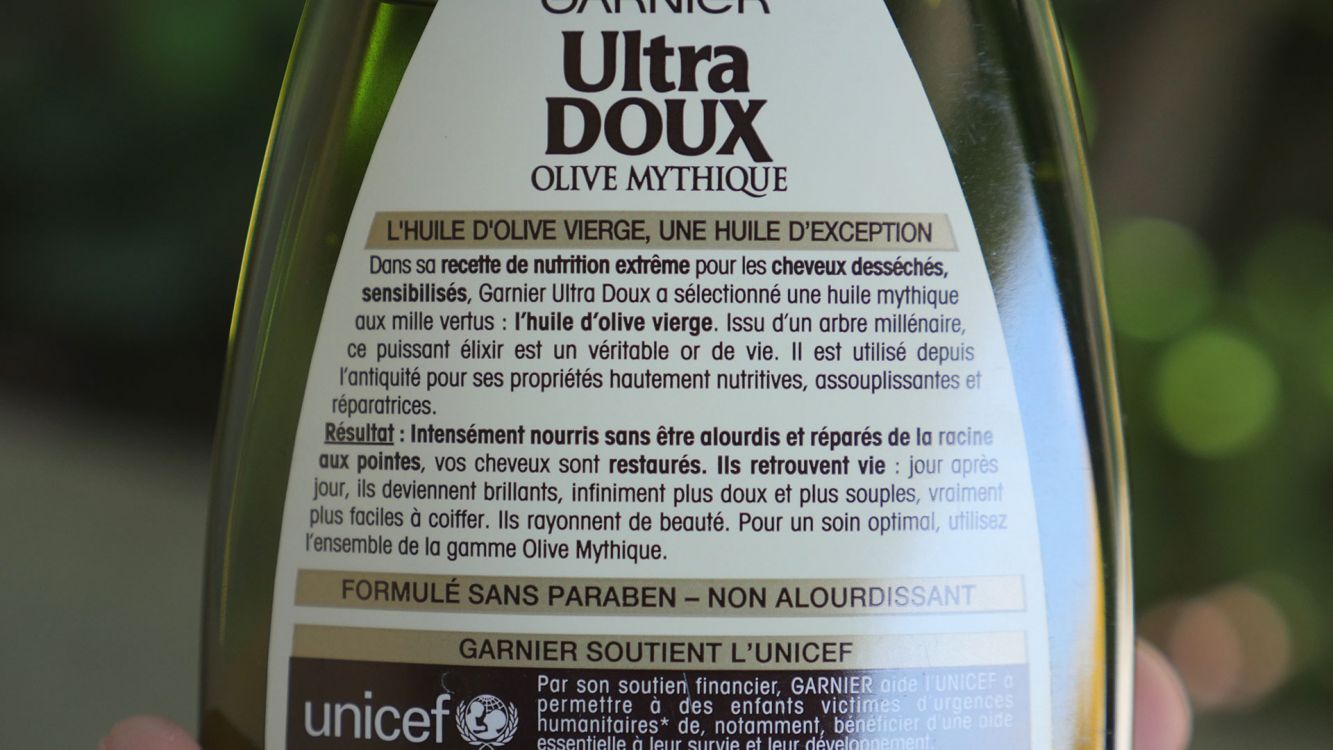 GARNIER
Ultra
DOUX
OLIVE MYTHIQUE
L'HUILE D'OLIVE VIERGE, UNE HUILE D'EXCEPTION
Dans sa recette de nutrition extrême pour les cheveux desséchés,
sensibilisés, Garnier Ultra Doux a sélectionné une huile mythique
aux mille vertus : l'huile d'olive vierge. Issu d'un arbre millénaire,
ce puissant élixir est un véritable or de vie. Il est utilisé depuis
l'antiquité pour ses propriétés hautement nutritives, assouplissantes et
réparatrices.
Résultat : Intensément nourris sans être alourdis et réparés de la racine
aux pointes, vos cheveux sont restaurés. Ils retrouvent vie : jour après
jour, ils deviennent brillants, infiniment plus doux et plus souples, vraiment
plus faciles à coiffer. Ils rayonnent de beauté. Pour un soin optimal, utilisez
l'ensemble de la gamme Olive Mythique.
FORMULÉ SANS PARABEN – NON ALOURDISSANT
GARNIER SOUTIENT L'UNICEF
unicef
Par son soutien financier, GARNIER aide l'UNICEF à
permettre à des enfants victimes d'urgences
humanitaires* de, notamment, bénéficier d'une aide
essentielle à leur survie et leur développement.